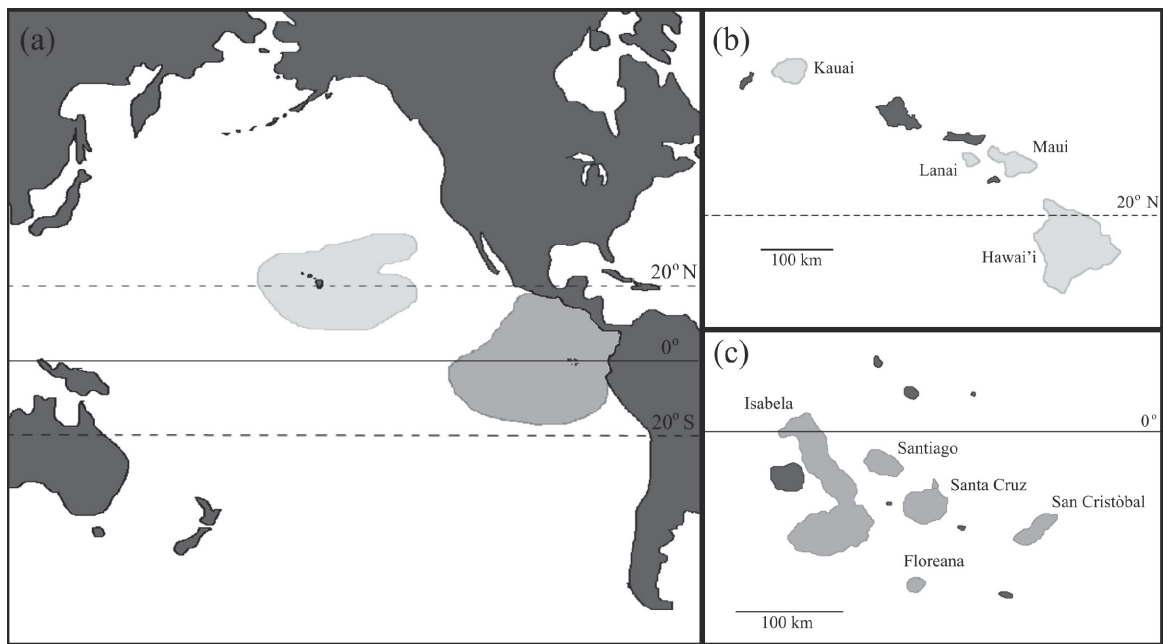 (a)
20° N
0°
20° S
(b)
Kauai
Maui
Lanai
20° N
Hawai'i
100 km
(c)
Isabela
0°
Santiago
Santa Cruz
San Cristòbal
Floreana
100 km